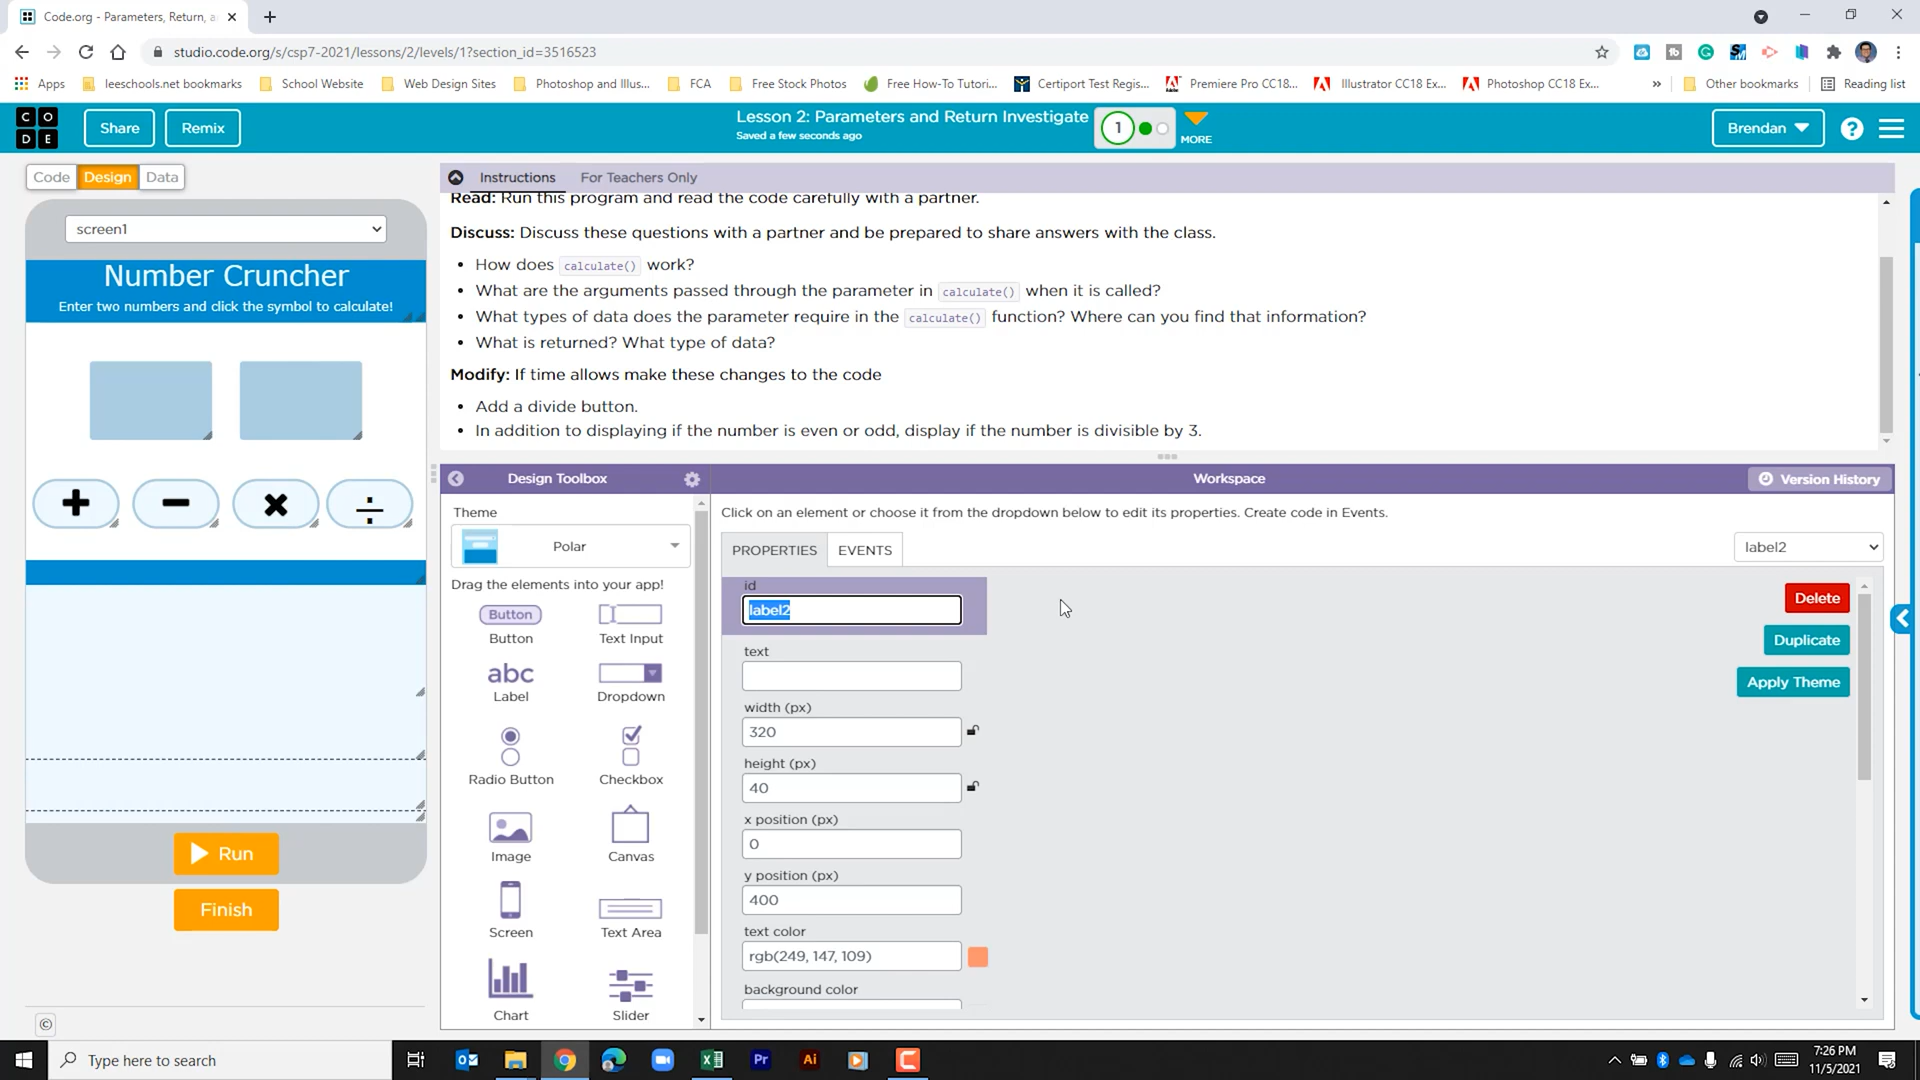 Code.org - Parameters, Return, a
studio.code.org/s/csp7-2021/lessons/2/levels/1?section_id=3516523
Apps
leeschools.net bookmarks
School Website
Web Design Sites
Photoshop and Illus...
FCA
Free Stock Photos
Free How-To Tutori...
Certiport Test Regis...
Premiere Pro CC18...
Illustrator CC18 Ex...
Photoshop CC18 Ex...
»
Other bookmarks
Reading list
C O
D E
Share
Remix
Lesson 2: Parameters and Return Investigate
Saved a few seconds ago
1
MORE
Brendan
?
Code
Design
Data
Instructions
For Teachers Only
Read: Run this program and read the code carefully with a partner.
Discuss: Discuss these questions with a partner and be prepared to share answers with the class.
• How does calculate() work?
• What are the arguments passed through the parameter in calculate() when it is called?
• What types of data does the parameter require in the calculate() function? Where can you find that information?
• What is returned? What type of data?
Modify: If time allows make these changes to the code
• Add a divide button.
• In addition to displaying if the number is even or odd, display if the number is divisible by 3.
screen1
Number Cruncher
Enter two numbers and click the symbol to calculate!
+
−
×
÷
Run
Finish
©
Design Toolbox
Workspace
Version History
Theme
Polar
Drag the elements into your app!
Button
Button
Text Input
abc
Label
Dropdown
Radio Button
Checkbox
Image
Canvas
Screen
Text Area
Chart
Slider
Click on an element or choose it from the dropdown below to edit its properties. Create code in Events.
PROPERTIES
EVENTS
label2
id
label2
text
width (px)
320
height (px)
40
x position (px)
0
y position (px)
400
text color
rgb(249, 147, 109)
background color
Delete
Duplicate
Apply Theme
Type here to search
Pr
Ai
7:26 PM
11/5/2021